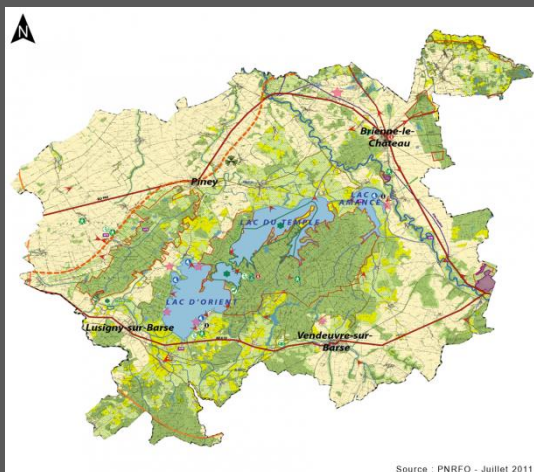 N
Brienne-le-
Château
Piney
LAC
AMANCE
LAC DU TEMPLE
LAC D'ORIENT
Lusigny-sur-Barse
Vendeuvre-sur-
Barse
Source : PNRFO - Juillet 2011